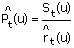 P̂ₜ(u) = Sₜ(u) / r̂ₜ(u)